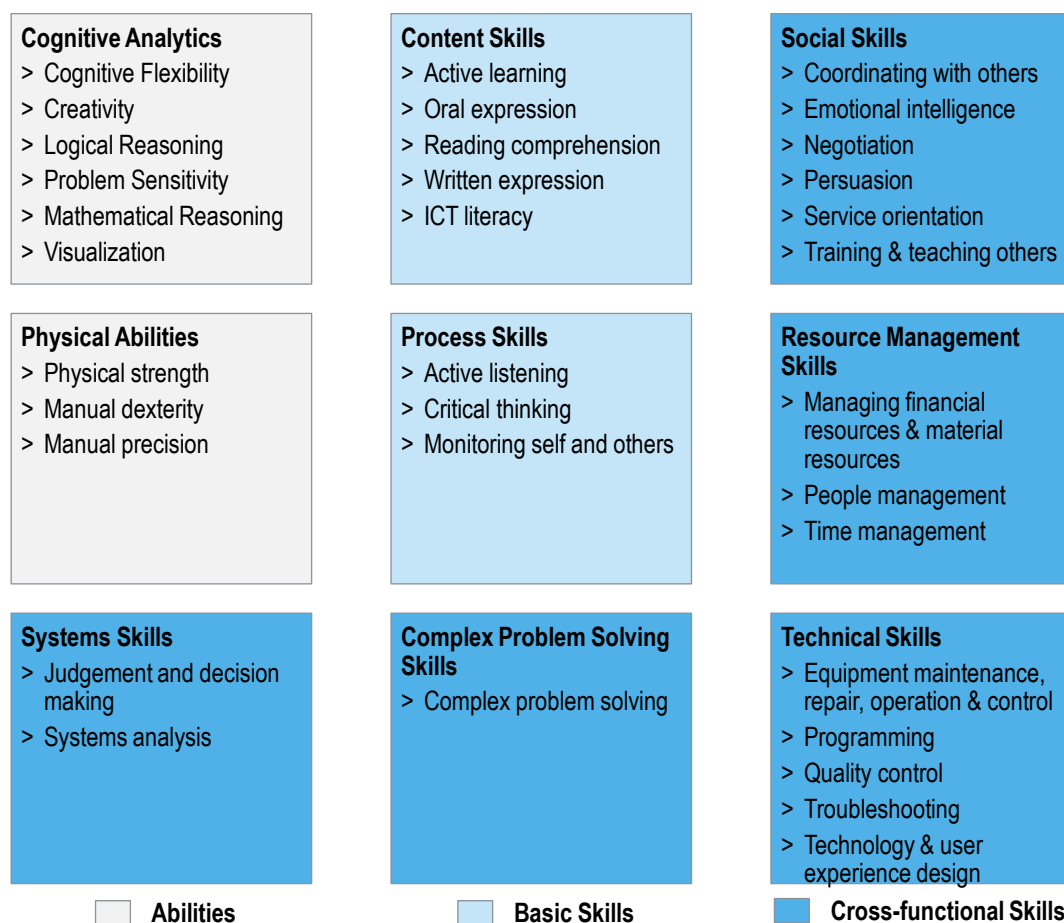 Cognitive Analytics
> Cognitive Flexibility
> Creativity
> Logical Reasoning
> Problem Sensitivity
> Mathematical Reasoning
> Visualization
Content Skills
> Active learning
> Oral expression
> Reading comprehension
> Written expression
> ICT literacy
Social Skills
> Coordinating with others
> Emotional intelligence
> Negotiation
> Persuasion
> Service orientation
> Training & teaching others
Physical Abilities
> Physical strength
> Manual dexterity
> Manual precision
Process Skills
> Active listening
> Critical thinking
> Monitoring self and others
Resource Management
Skills
> Managing financial
resources & material
resources
> People management
> Time management
Systems Skills
> Judgement and decision
making
> Systems analysis
Complex Problem Solving
Skills
> Complex problem solving
Technical Skills
> Equipment maintenance,
repair, operation & control
> Programming
> Quality control
> Troubleshooting
> Technology & user
experience design
Abilities
Basic Skills
Cross-functional Skills